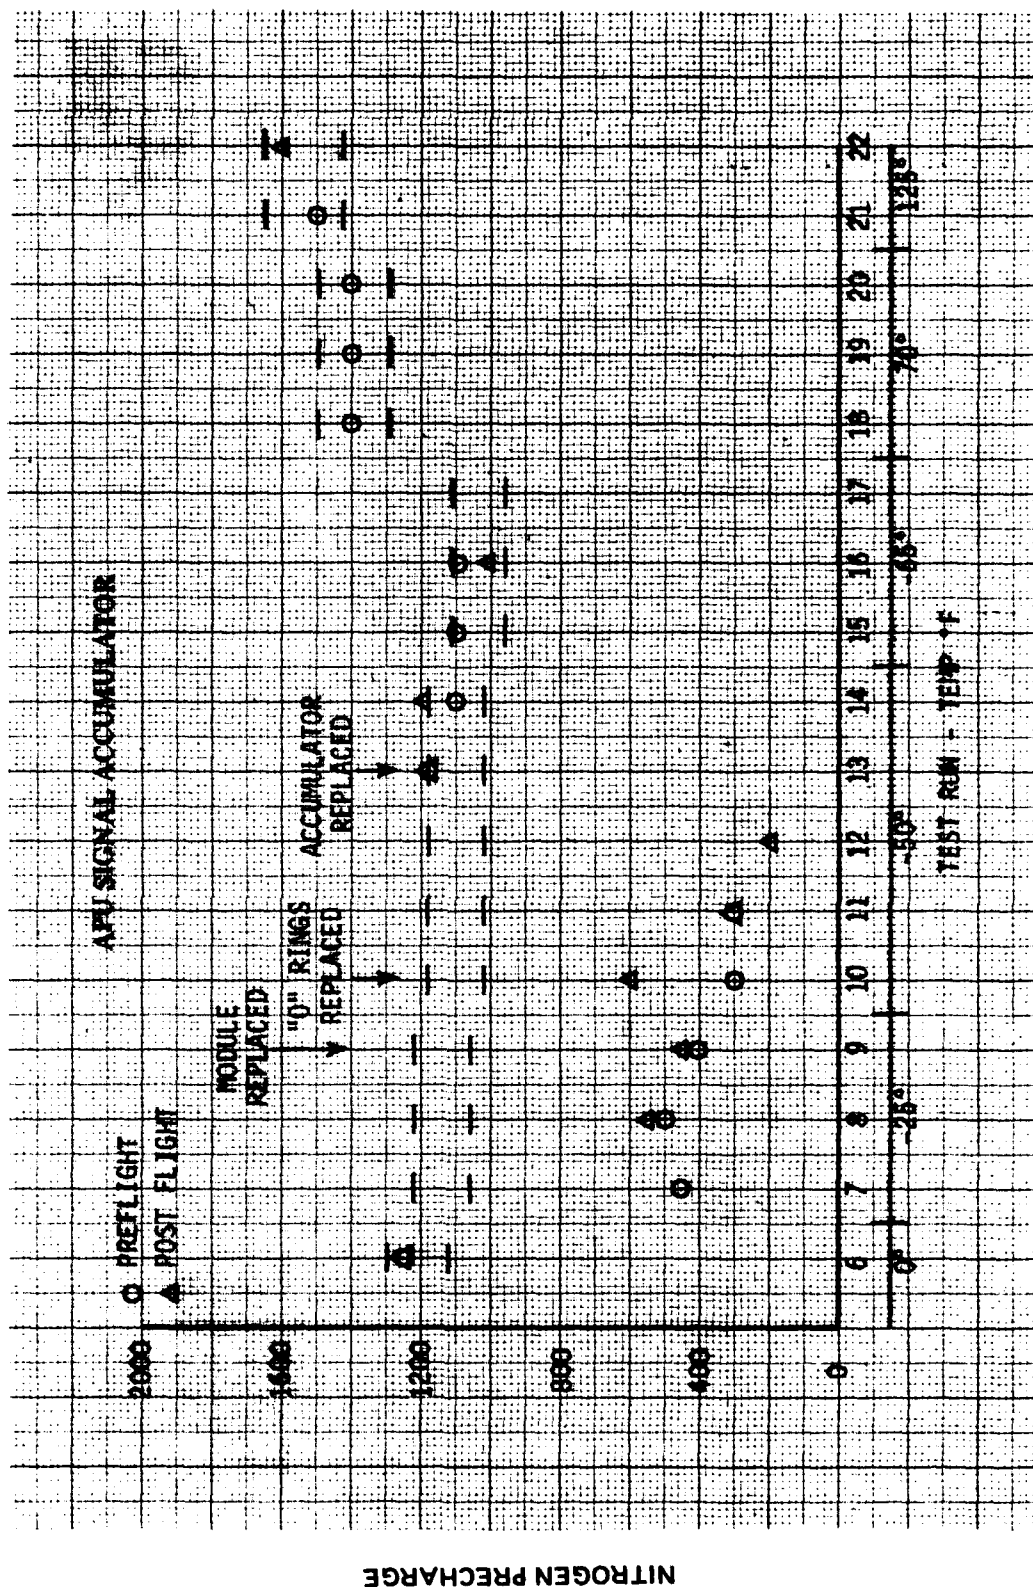 APU SIGNAL ACCUMULATOR
O PREFLIGHT
△ POST FLIGHT
MODULE
REPLACED
"O" RINGS
REPLACED
ACCUMULATOR
REPLACED
NITROGEN PRECHARGE
2000
1600
1200
800
400
0
6 7 8 9 10 11 12 13 14 15 16 17 18 19 20 21 22
0° -25° -50° -65° 70° 125°
TEST RUN - TEMP °F